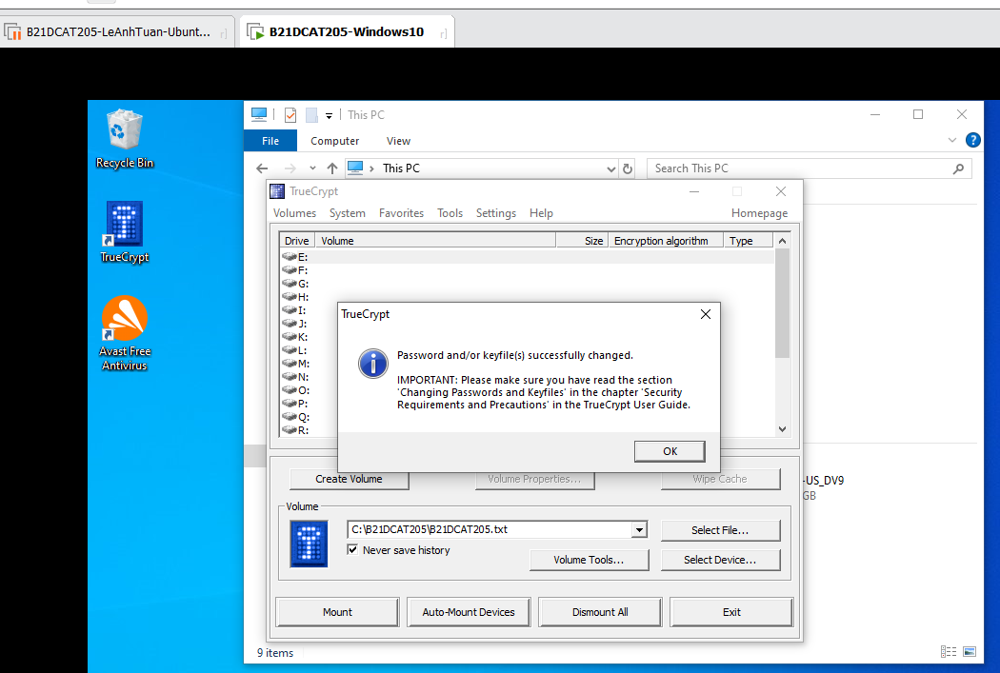 B21DCAT205-LeAnhTuan-Ubunt...
B21DCAT205-Windows10
This PC
File
Computer
View
This PC
Search This PC
Recycle Bin
TrueCrypt
Avast Free
Antivirus
TrueCrypt
Volumes
System
Favorites
Tools
Settings
Help
Homepage
Drive
Volume
Size
Encryption algorithm
Type
E:
F:
G:
H:
I:
J:
K:
L:
M:
N:
O:
P:
Q:
R:
TrueCrypt
Password and/or keyfile(s) successfully changed.
IMPORTANT: Please make sure you have read the section
'Changing Passwords and Keyfiles' in the chapter 'Security
Requirements and Precautions' in the TrueCrypt User Guide.
OK
Create Volume
Volume Properties...
Wipe Cache
-US_DV9
GB
Volume
C:\B21DCAT205\B21DCAT205.txt
Select File...
Never save history
Volume Tools...
Select Device...
Mount
Auto-Mount Devices
Dismount All
Exit
9 items